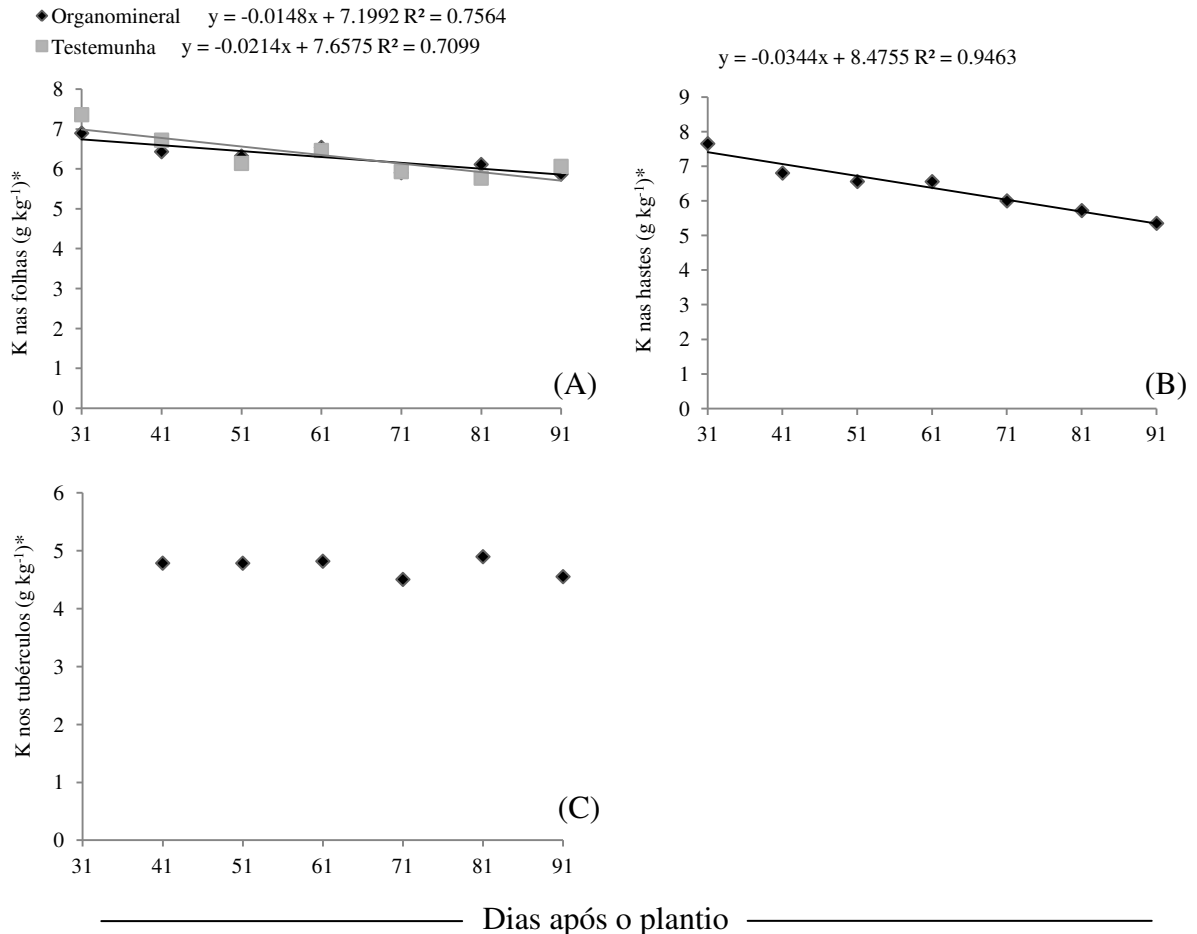 Organomineral y = -0.0148x + 7.1992 R² = 0.7564
Testemunha y = -0.0214x + 7.6575 R² = 0.7099
K nas folhas (g kg⁻¹)*
8
7
6
5
4
3
2
1
0
31 41 51 61 71 81 91
(A)
y = -0.0344x + 8.4755 R² = 0.9463
K nas hastes (g kg⁻¹)*
9
8
7
6
5
4
3
2
1
0
31 41 51 61 71 81 91
(B)
K nos tubérculos (g kg⁻¹)*
6
5
4
3
2
1
0
31 41 51 61 71 81 91
(C)
Dias após o plantio